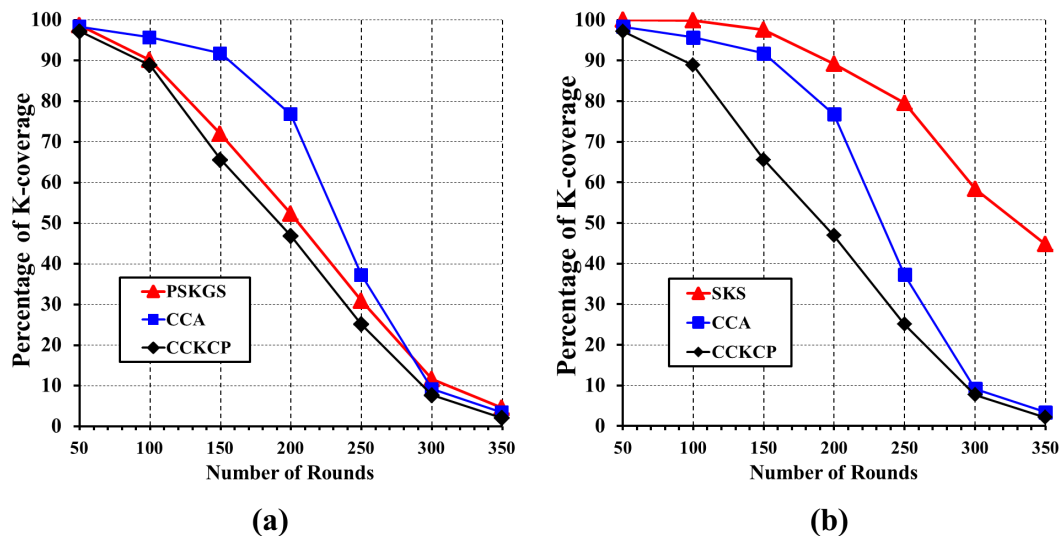 Percentage of K-coverage
100
90
80
70
60
50
40
30
20
10
0
PSKGS
CCA
CCKCP
50 100 150 200 250 300 350
Number of Rounds
(a)
Percentage of K-coverage
100
90
80
70
60
50
40
30
20
10
0
SKS
CCA
CCKCP
50 100 150 200 250 300 350
Number of Rounds
(b)